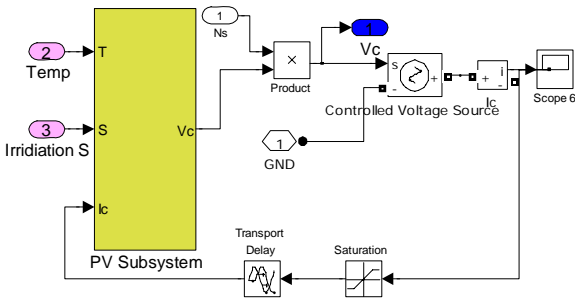 1
Ns
1
Vc
2
Temp
T
×
Product
s
-
+
Controlled Voltage Source
+
i
-
Ic
Scope 6
3
Irridiation S
S
Vc
1
GND
Ic
PV Subsystem
Transport
Delay
Saturation